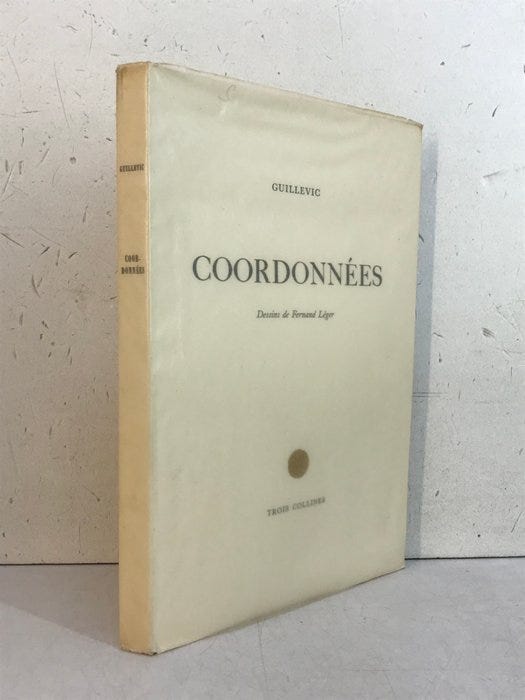 GUILLEVIC
COOR-
DONNÉES
GUILLEVIC
COORDONNÉES
Dessins de Fernand Léger
TROIS COLLINES